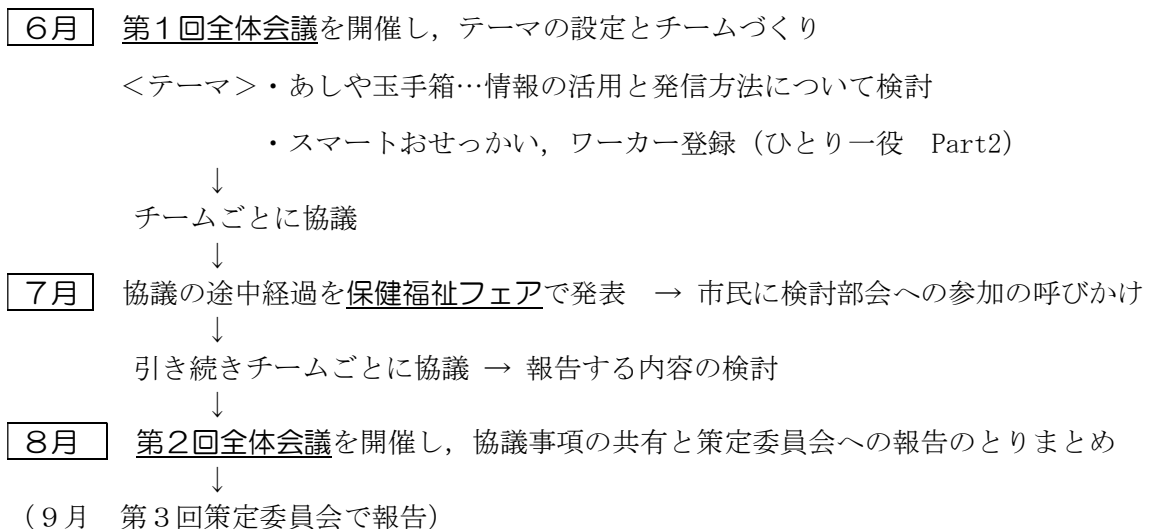 ６月　第１回全体会議を開催し，テーマの設定とチームづくり
＜テーマ＞・あしや玉手箱…情報の活用と発信方法について検討
・スマートおせっかい，ワーカー登録（ひとり一役　Part2）
↓
チームごとに協議
↓
７月　協議の途中経過を保健福祉フェアで発表　→ 市民に検討部会への参加の呼びかけ
↓
引き続きチームごとに協議 → 報告する内容の検討
↓
８月　第２回全体会議を開催し，協議事項の共有と策定委員会への報告のとりまとめ
↓
（９月　第３回策定委員会で報告）